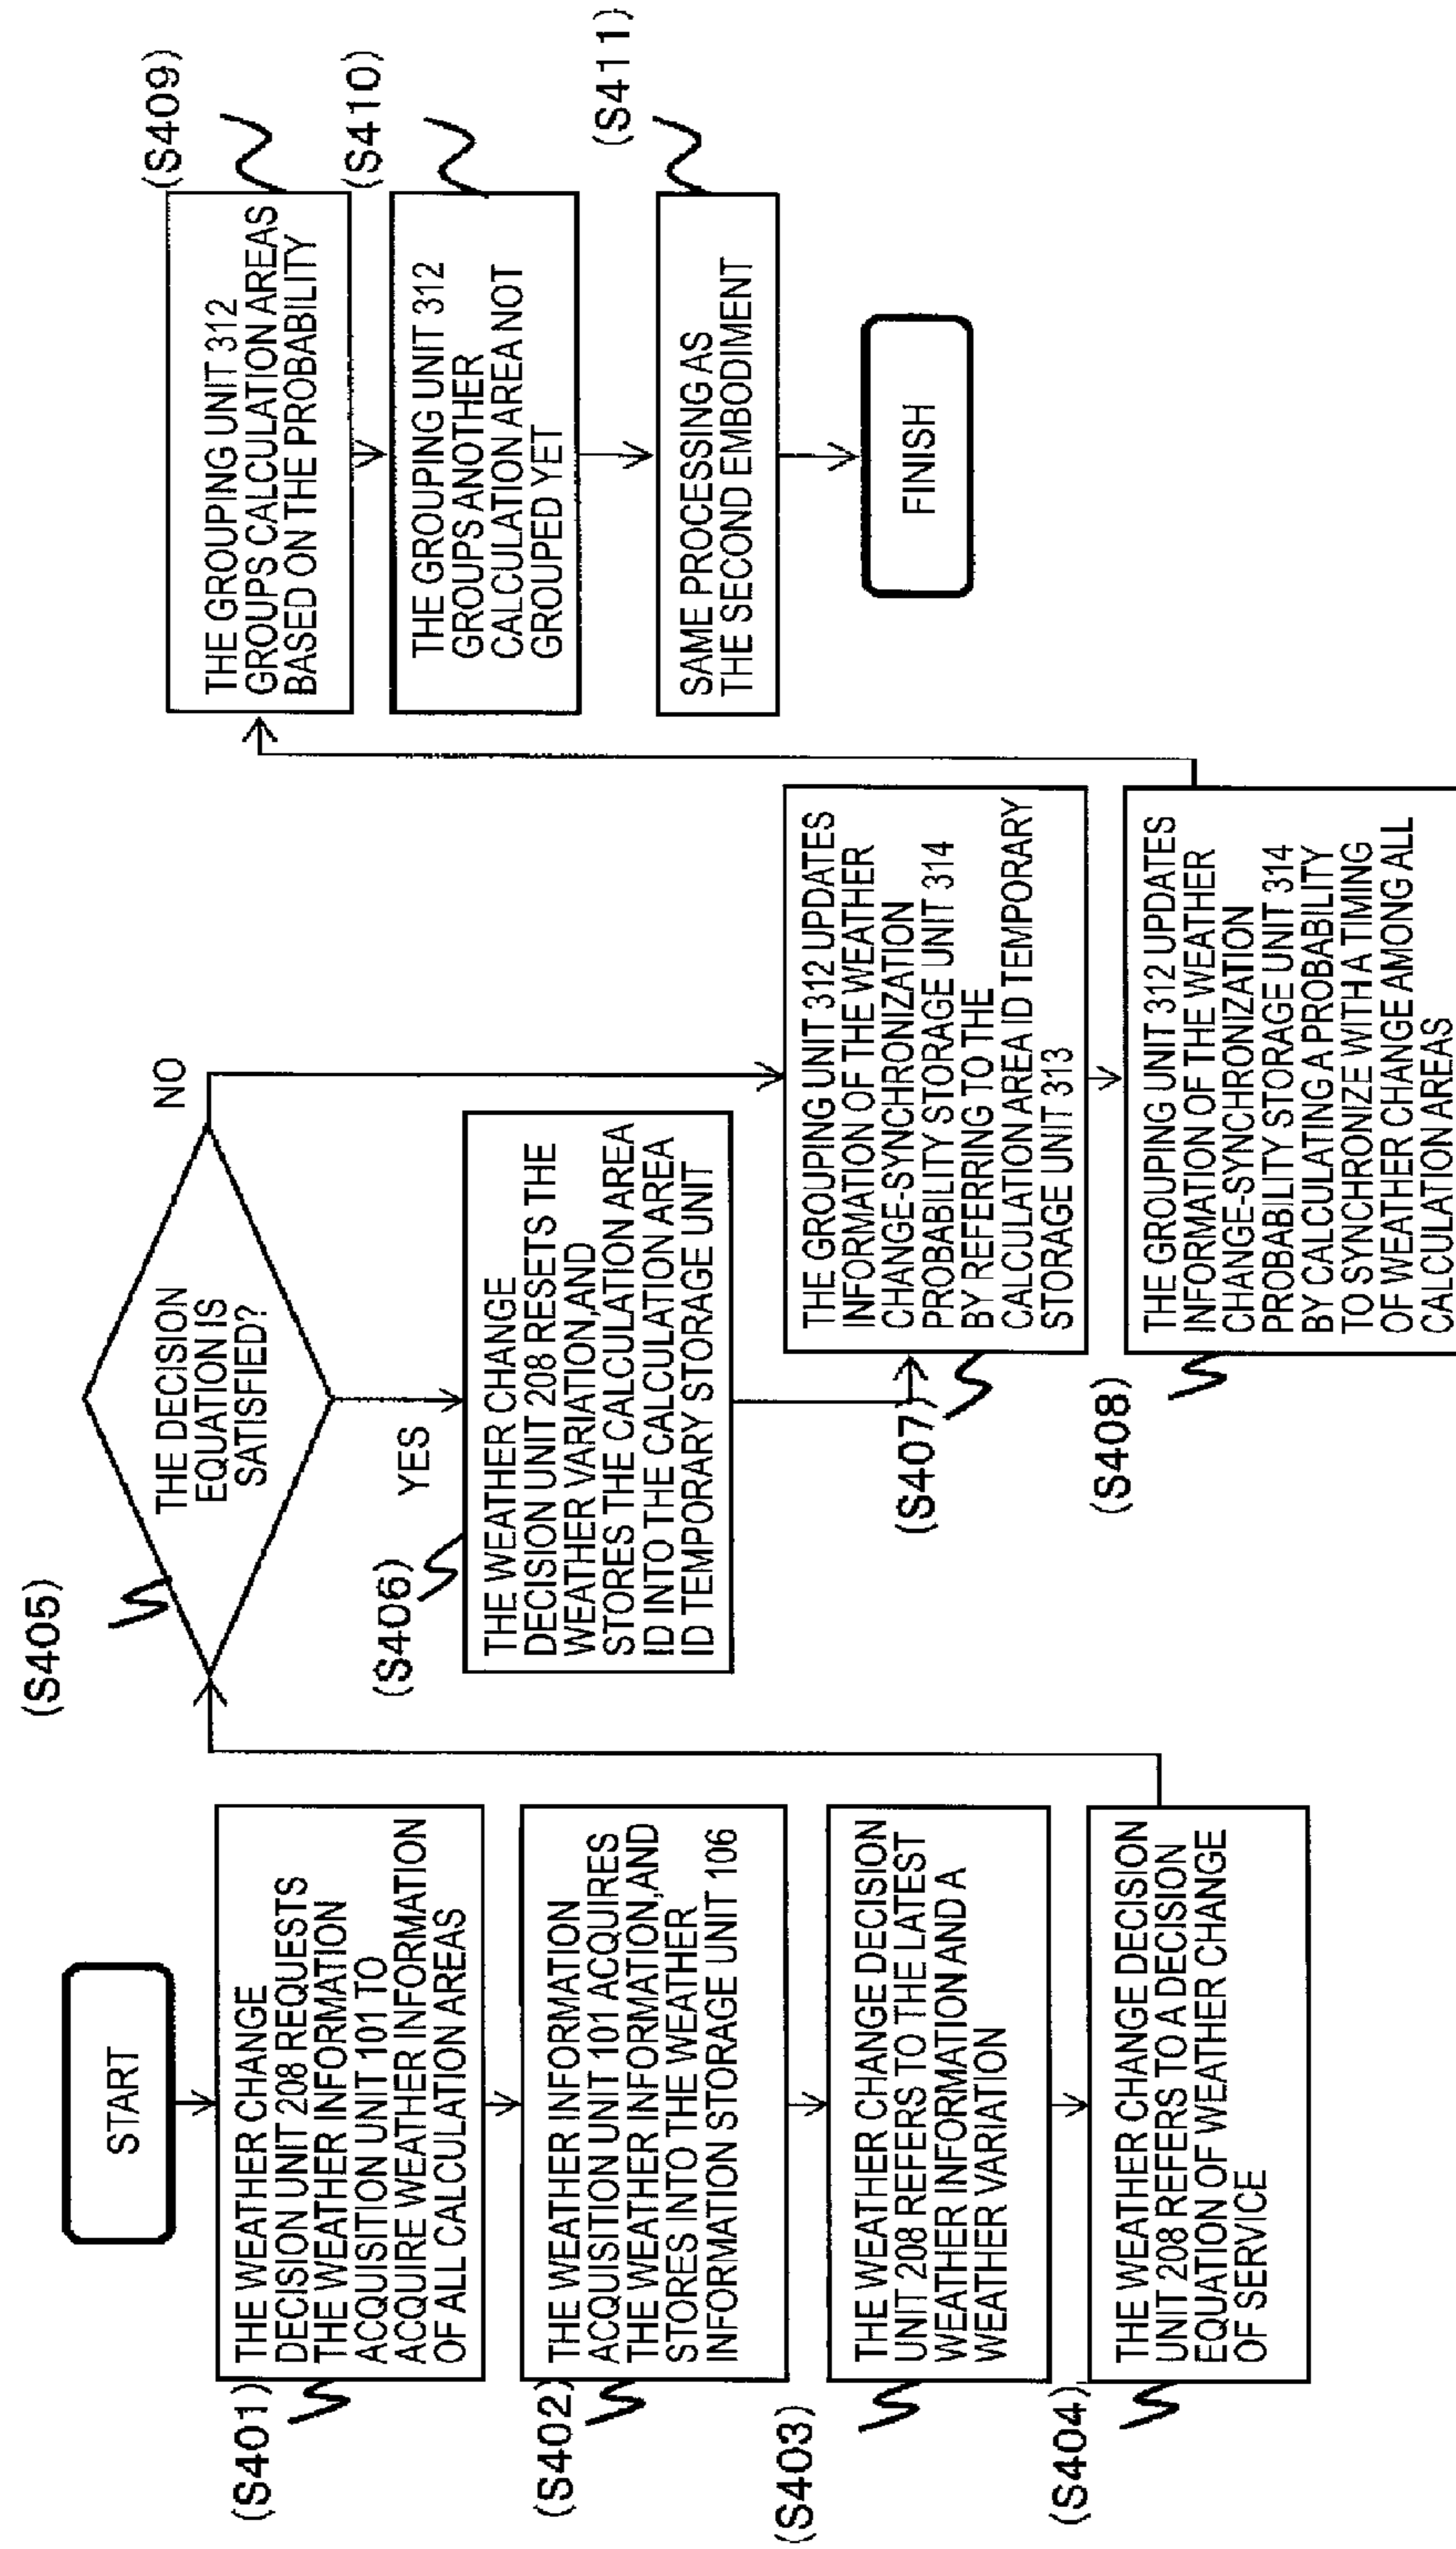 START
(S401)
THE WEATHER CHANGE
DECISION UNIT 208 REQUESTS
THE WEATHER INFORMATION
ACQUISITION UNIT 101 TO
ACQUIRE WEATHER INFORMATION
OF ALL CALCULATION AREAS
(S402)
THE WEATHER INFORMATION
ACQUISITION UNIT 101 ACQUIRES
THE WEATHER INFORMATION,AND
STORES INTO THE WEATHER
INFORMATION STORAGE UNIT 106
(S403)
THE WEATHER CHANGE DECISION
UNIT 208 REFERS TO THE LATEST
WEATHER INFORMATION AND A
WEATHER VARIATION
(S404)
THE WEATHER CHANGE DECISION
UNIT 208 REFERS TO A DECISION
EQUATION OF WEATHER CHANGE
OF SERVICE
(S405)
THE DECISION
EQUATION IS
SATISFIED?
NO
YES
(S406)
THE WEATHER CHANGE
DECISION UNIT 208 RESETS THE
WEATHER VARIATION,AND
STORES THE CALCULATION AREA
ID INTO THE CALCULATION AREA
ID TEMPORARY STORAGE UNIT
(S407)
THE GROUPING UNIT 312 UPDATES
INFORMATION OF THE WEATHER
CHANGE-SYNCHRONIZATION
PROBABILITY STORAGE UNIT 314
BY REFERRING TO THE
CALCULATION AREA ID TEMPORARY
STORAGE UNIT 313
(S408)
THE GROUPING UNIT 312 UPDATES
INFORMATION OF THE WEATHER
CHANGE-SYNCHRONIZATION
PROBABILITY STORAGE UNIT 314
BY CALCULATING A PROBABILITY
TO SYNCHRONIZE WITH A TIMING
OF WEATHER CHANGE AMONG ALL
CALCULATION AREAS
(S409)
THE GROUPING UNIT 312
GROUPS CALCULATION AREAS
BASED ON THE PROBABILITY
(S410)
THE GROUPING UNIT 312
GROUPS ANOTHER
CALCULATION AREA NOT
GROUPED YET
(S411)
SAME PROCESSING AS
THE SECOND EMBODIMENT
FINISH